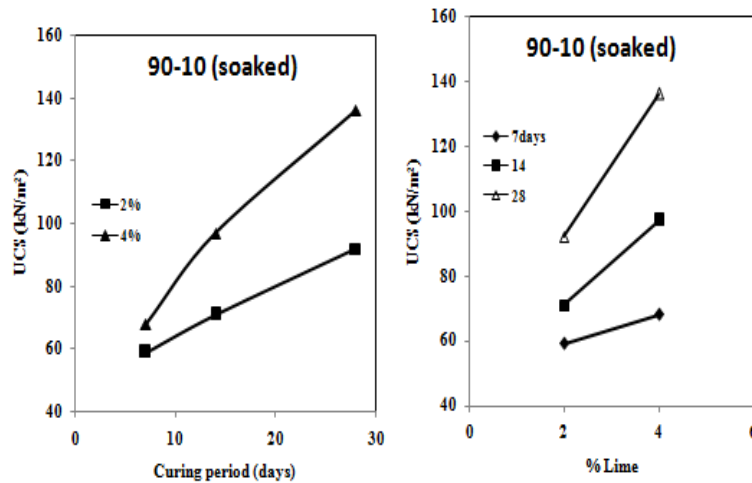 90-10 (soaked)
UCS (kN/m²)
160
140
120
100
80
60
40
2%
4%
0 10 20 30
Curing period (days)
90-10 (soaked)
UCS (kN/m²)
160
140
120
100
80
60
40
7days
14
28
0 2 4
% Lime